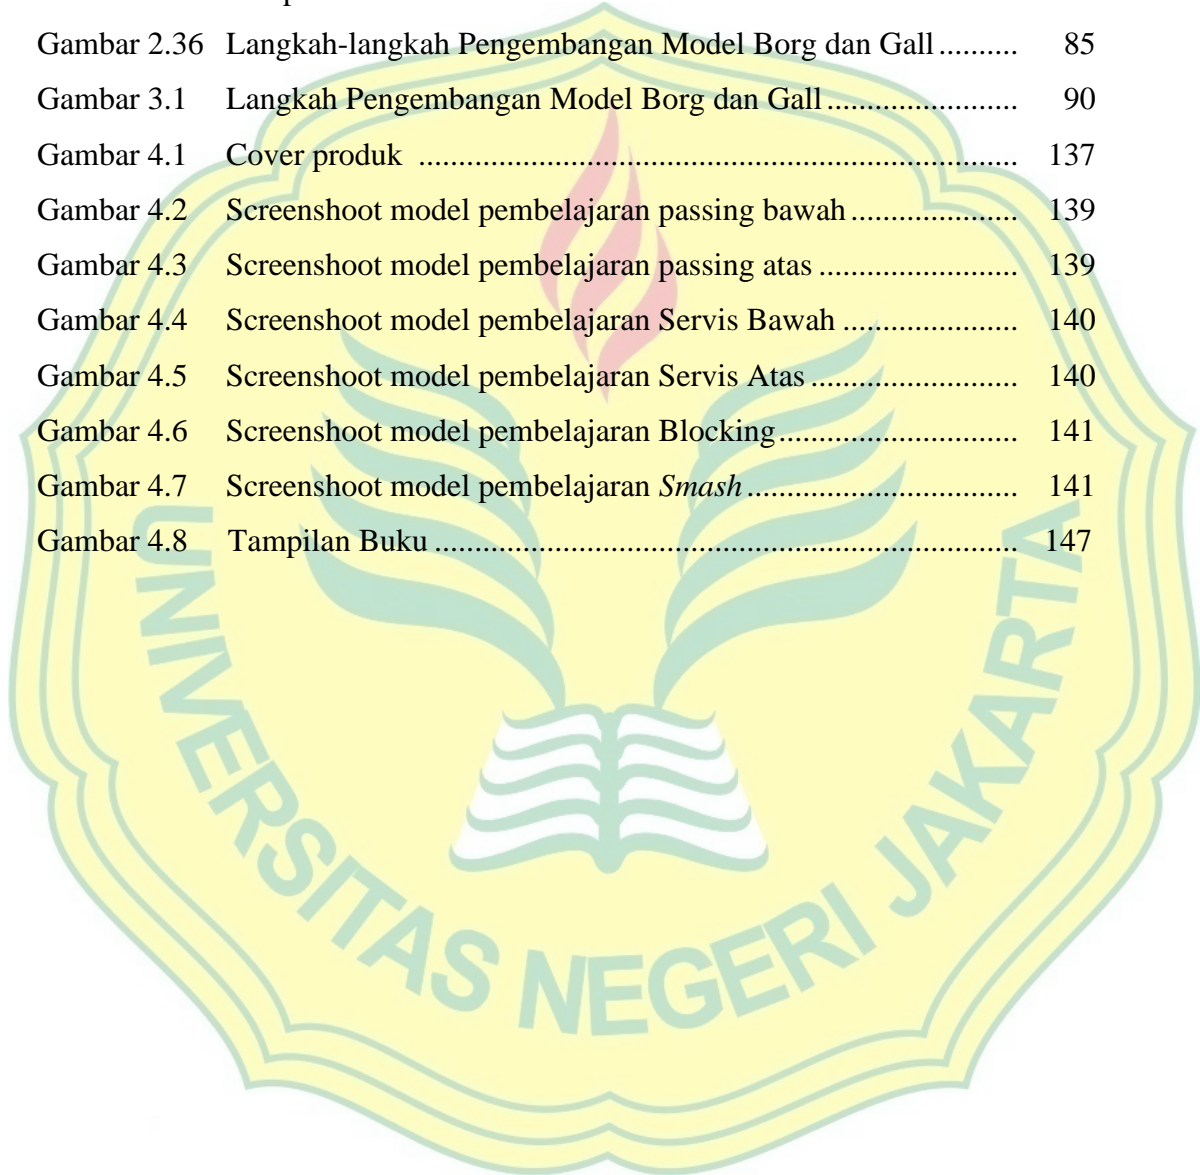 Gambar 2.36 Langkah-langkah Pengembangan Model Borg dan Gall .......... 85
Gambar 3.1 Langkah Pengembangan Model Borg dan Gall ....................... 90
Gambar 4.1 Cover produk ........................................................................ 137
Gambar 4.2 Screenshoot model pembelajaran passing bawah .................... 139
Gambar 4.3 Screenshoot model pembelajaran passing atas ........................ 139
Gambar 4.4 Screenshoot model pembelajaran Servis Bawah ..................... 140
Gambar 4.5 Screenshoot model pembelajaran Servis Atas ......................... 140
Gambar 4.6 Screenshoot model pembelajaran Blocking............................. 141
Gambar 4.7 Screenshoot model pembelajaran Smash ................................. 141
Gambar 4.8 Tampilan Buku ...................................................................... 147
UNIVERSITAS NEGERI JAKARTA